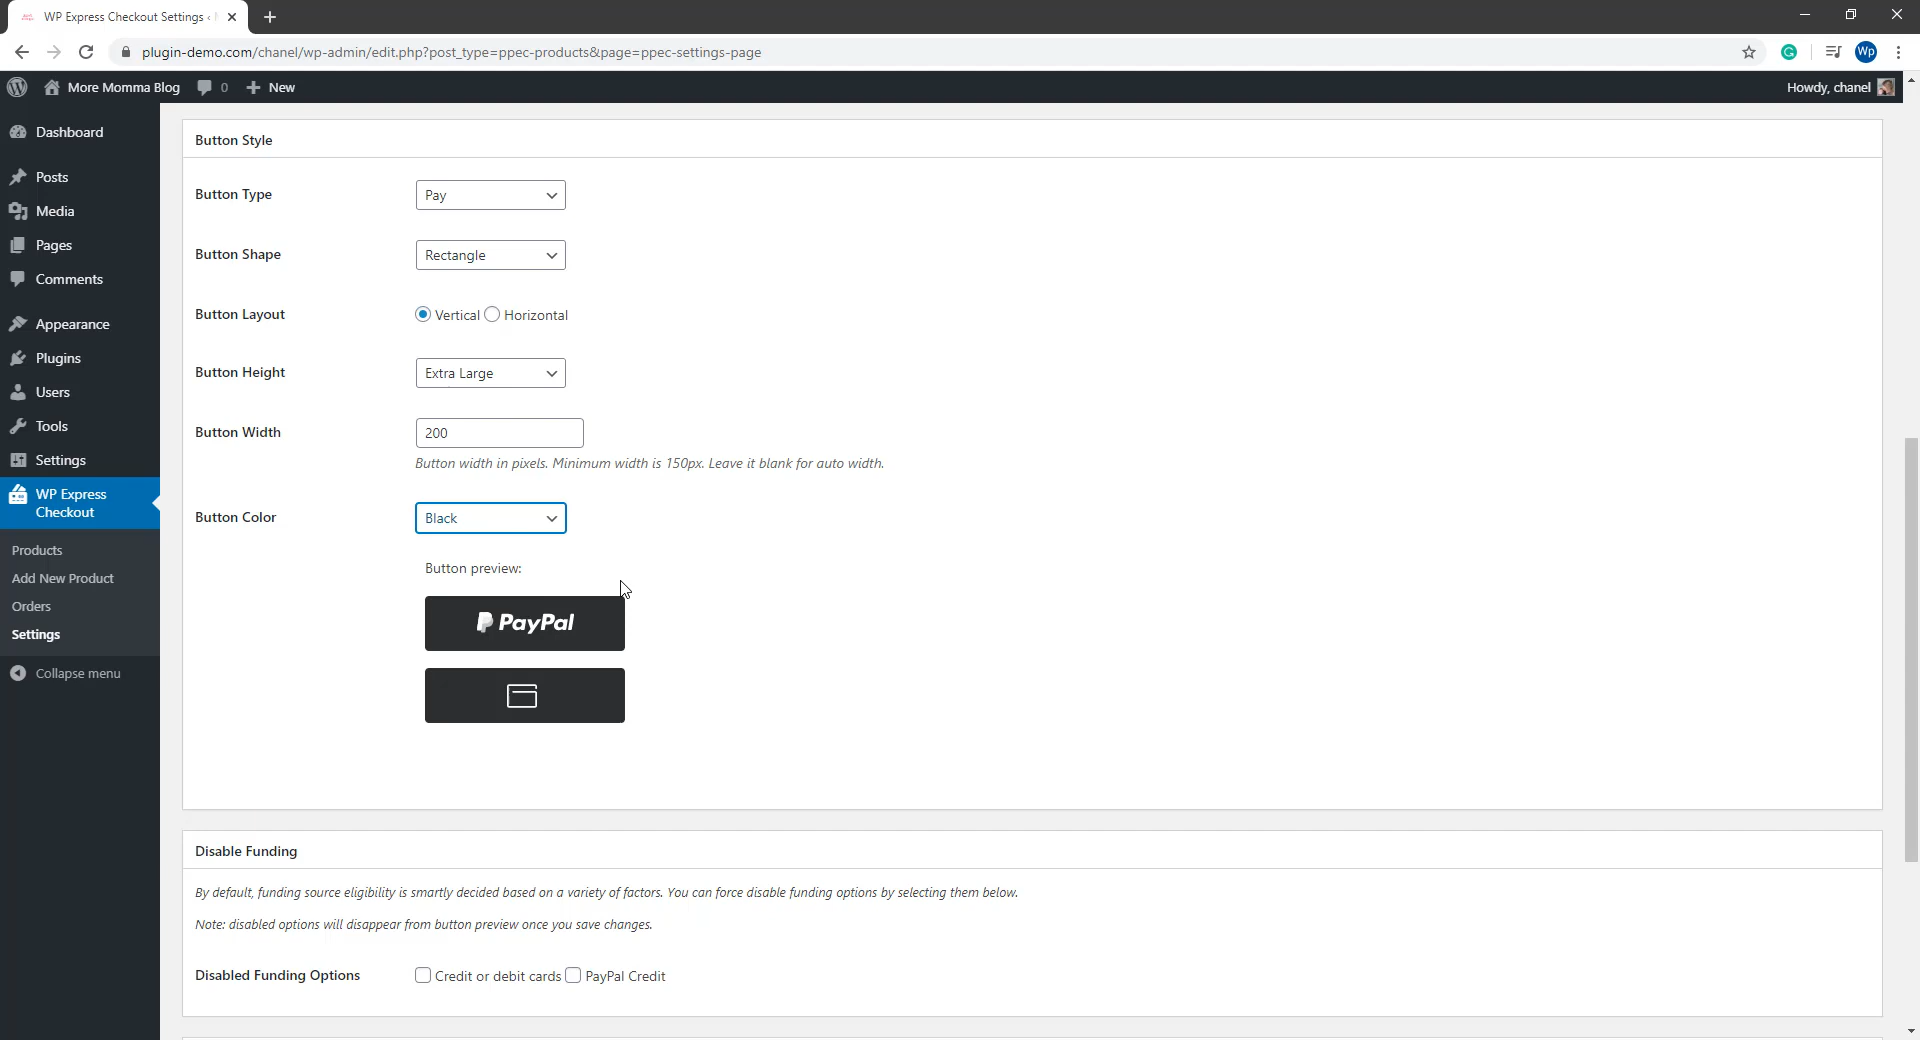 WP Express Checkout Settings ‹
plugin-demo.com/chanel/wp-admin/edit.php?post_type=ppec-products&page=ppec-settings-page
Wp
More Momma Blog
0
New
Howdy, chanel
Dashboard
Posts
Media
Pages
Comments
Appearance
Plugins
Users
Tools
Settings
WP Express
Checkout
Products
Add New Product
Orders
Settings
Collapse menu
Button Style
Button Type
Pay
Button Shape
Rectangle
Button Layout
Vertical
Horizontal
Button Height
Extra Large
Button Width
200
Button width in pixels. Minimum width is 150px. Leave it blank for auto width.
Button Color
Black
Button preview:
PayPal
Disable Funding
By default, funding source eligibility is smartly decided based on a variety of factors. You can force disable funding options by selecting them below.
Note: disabled options will disappear from button preview once you save changes.
Disabled Funding Options
Credit or debit cards
PayPal Credit